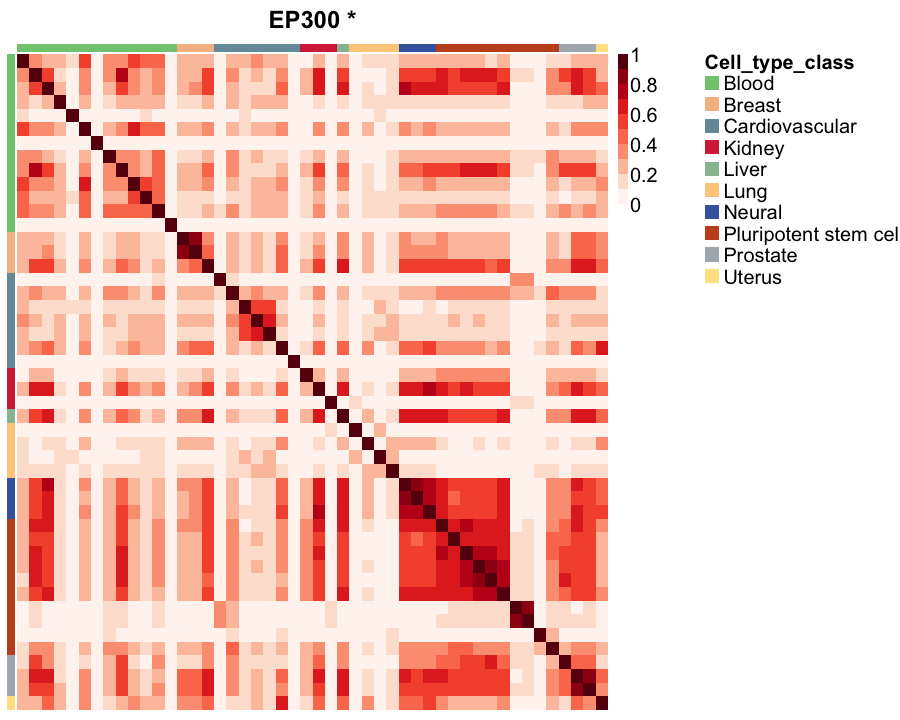 EP300 *
1
0.8
0.6
0.4
0.2
0
Cell_type_class
Blood
Breast
Cardiovascular
Kidney
Liver
Lung
Neural
Pluripotent stem cel
Prostate
Uterus